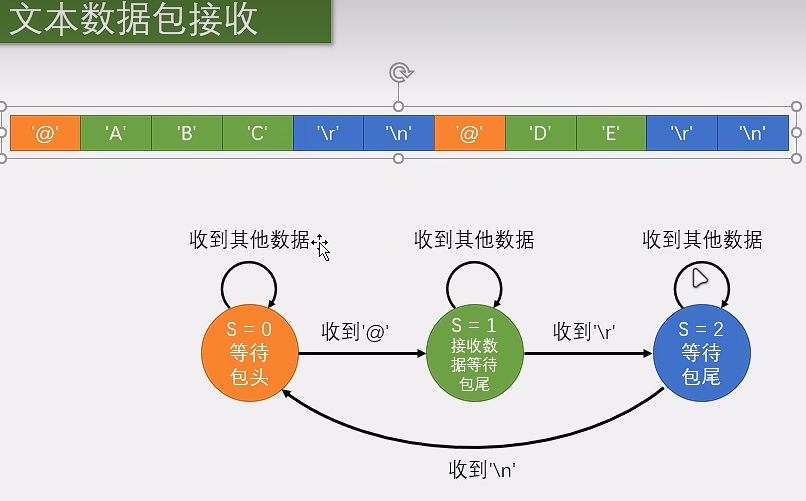 文本数据包接收
'@' 'A' 'B' 'C' '\r' '\n' '@' 'D' 'E' '\r' '\n'
收到其他数据 收到其他数据 收到其他数据
S = 0
等待
包头
收到'@'
S = 1
接收数
据等待
包尾
收到'\r'
S = 2
等待
包尾
收到'\n'